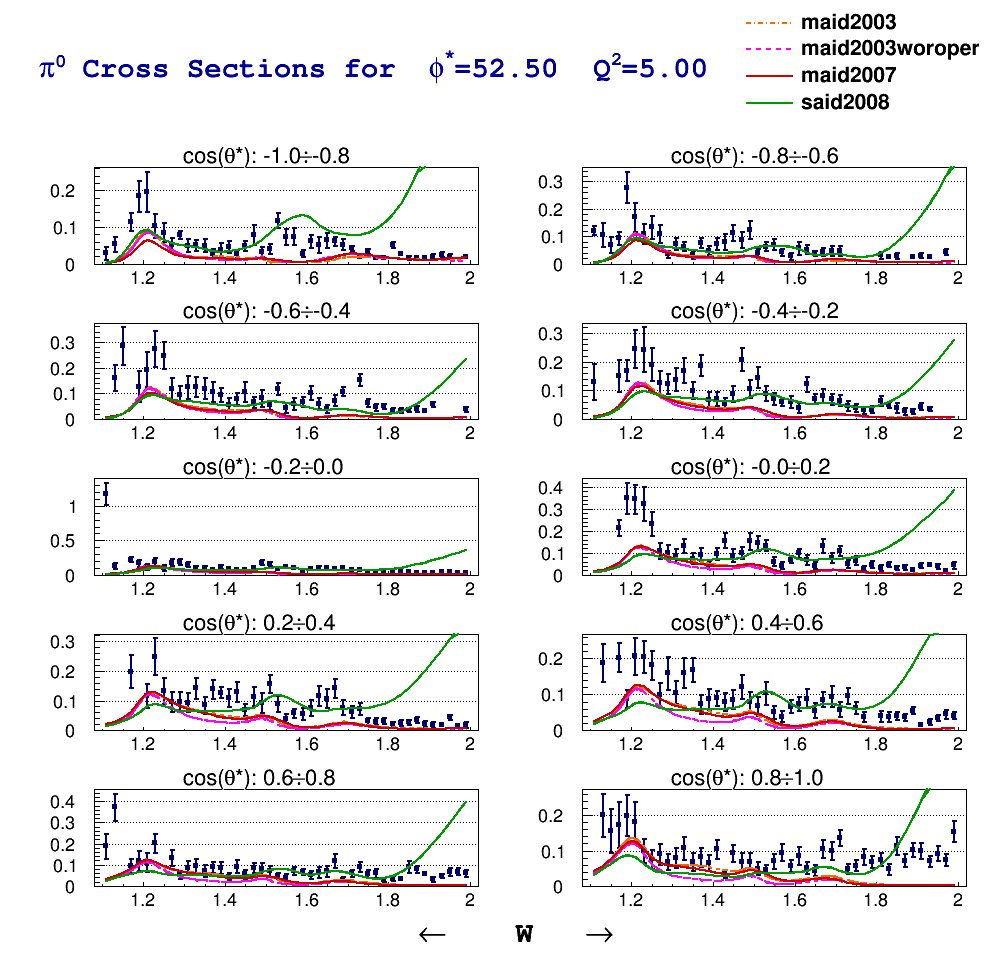 maid2003
maid2003woroper
maid2007
said2008
π⁰ Cross Sections for ϕ*=52.50 Q²=5.00
cos(θ*): -1.0÷-0.8
0.2
0.1
0
1.2 1.4 1.6 1.8 2
cos(θ*): -0.8÷-0.6
0.3
0.2
0.1
0
1.2 1.4 1.6 1.8 2
cos(θ*): -0.6÷-0.4
0.3
0.2
0.1
0
1.2 1.4 1.6 1.8 2
cos(θ*): -0.4÷-0.2
0.3
0.2
0.1
0
1.2 1.4 1.6 1.8 2
cos(θ*): -0.2÷0.0
1
0.5
0
1.2 1.4 1.6 1.8 2
cos(θ*): -0.0÷0.2
0.4
0.3
0.2
0.1
0
1.2 1.4 1.6 1.8 2
cos(θ*): 0.2÷0.4
0.3
0.2
0.1
0
1.2 1.4 1.6 1.8 2
cos(θ*): 0.4÷0.6
0.2
0.1
0
1.2 1.4 1.6 1.8 2
cos(θ*): 0.6÷0.8
0.4
0.3
0.2
0.1
0
1.2 1.4 1.6 1.8 2
cos(θ*): 0.8÷1.0
0.2
0.1
0
1.2 1.4 1.6 1.8 2
← W →